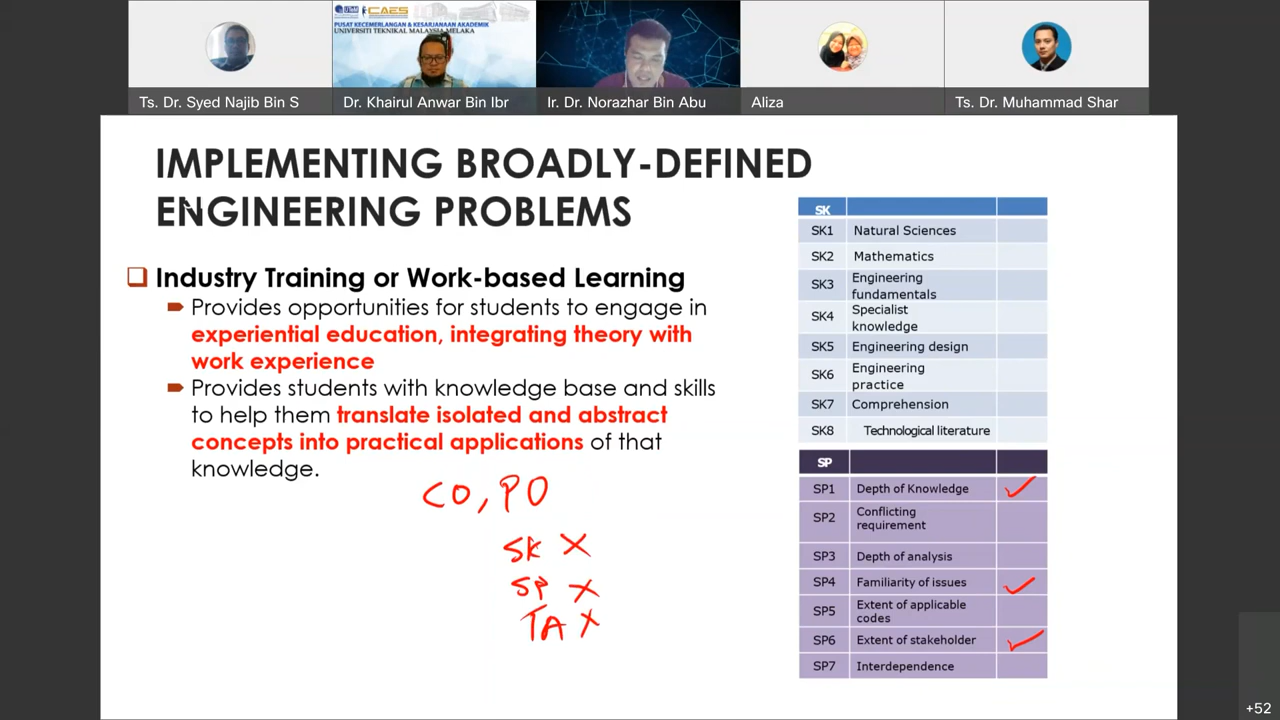 UTeM
CAES
PUSAT KECEMERLANGAN & KESARJANAAN AKADEMIK
UNIVERSITI TEKNIKAL MALAYSIA MELAKA
Ts. Dr. Syed Najib Bin S
Dr. Khairul Anwar Bin Ibr
Ir. Dr. Norazhar Bin Abu
Aliza
Ts. Dr. Muhammad Shar
IMPLEMENTING BROADLY-DEFINED
ENGINEERING PROBLEMS
Industry Training or Work-based Learning
Provides opportunities for students to engage in
experiential education, integrating theory with
work experience
Provides students with knowledge base and skills
to help them translate isolated and abstract
concepts into practical applications of that
knowledge.
CO, PO
SK X
SP X
TA X
SK
SK1 Natural Sciences
SK2 Mathematics
SK3 Engineering
fundamentals
SK4 Specialist
knowledge
SK5 Engineering design
SK6 Engineering
practice
SK7 Comprehension
SK8 Technological literature
SP
SP1 Depth of Knowledge ✓
SP2 Conflicting
requirement
SP3 Depth of analysis
SP4 Familiarity of issues ✓
SP5 Extent of applicable
codes
SP6 Extent of stakeholder ✓
SP7 Interdependence
+52